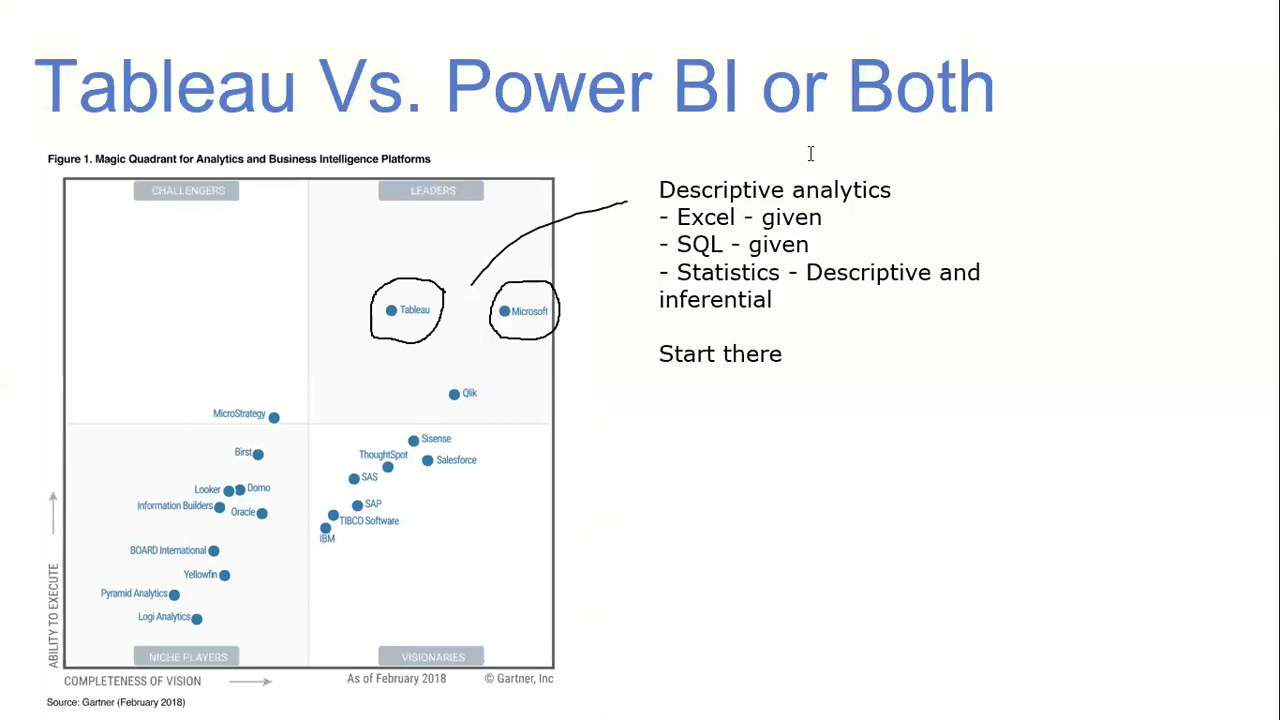 Tableau Vs. Power BI or Both
Figure 1. Magic Quadrant for Analytics and Business Intelligence Platforms
CHALLENGERS
LEADERS
Tableau
Microsoft
Qlik
MicroStrategy
Birst
Looker
Domo
Information Builders
Oracle
BOARD International
Yellowfin
Pyramid Analytics
Logi Analytics
Sisense
ThoughtSpot
Salesforce
SAS
SAP
TIBCO Software
IBM
NICHE PLAYERS
VISIONARIES
ABILITY TO EXECUTE
COMPLETENESS OF VISION
As of February 2018
© Gartner, Inc
Source: Gartner (February 2018)
Descriptive analytics
- Excel - given
- SQL - given
- Statistics - Descriptive and
inferential
Start there